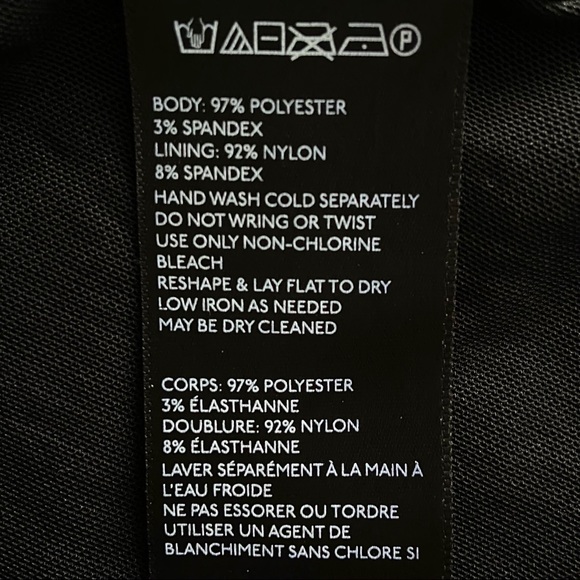 P
BODY: 97% POLYESTER
3% SPANDEX
LINING: 92% NYLON
8% SPANDEX
HAND WASH COLD SEPARATELY
DO NOT WRING OR TWIST
USE ONLY NON-CHLORINE
BLEACH
RESHAPE & LAY FLAT TO DRY
LOW IRON AS NEEDED
MAY BE DRY CLEANED
CORPS: 97% POLYESTER
3% ÉLASTHANNE
DOUBLURE: 92% NYLON
8% ÉLASTHANNE
LAVER SÉPARÉMENT À LA MAIN À
L'EAU FROIDE
NE PAS ESSORER OU TORDRE
UTILISER UN AGENT DE
BLANCHIMENT SANS CHLORE SI